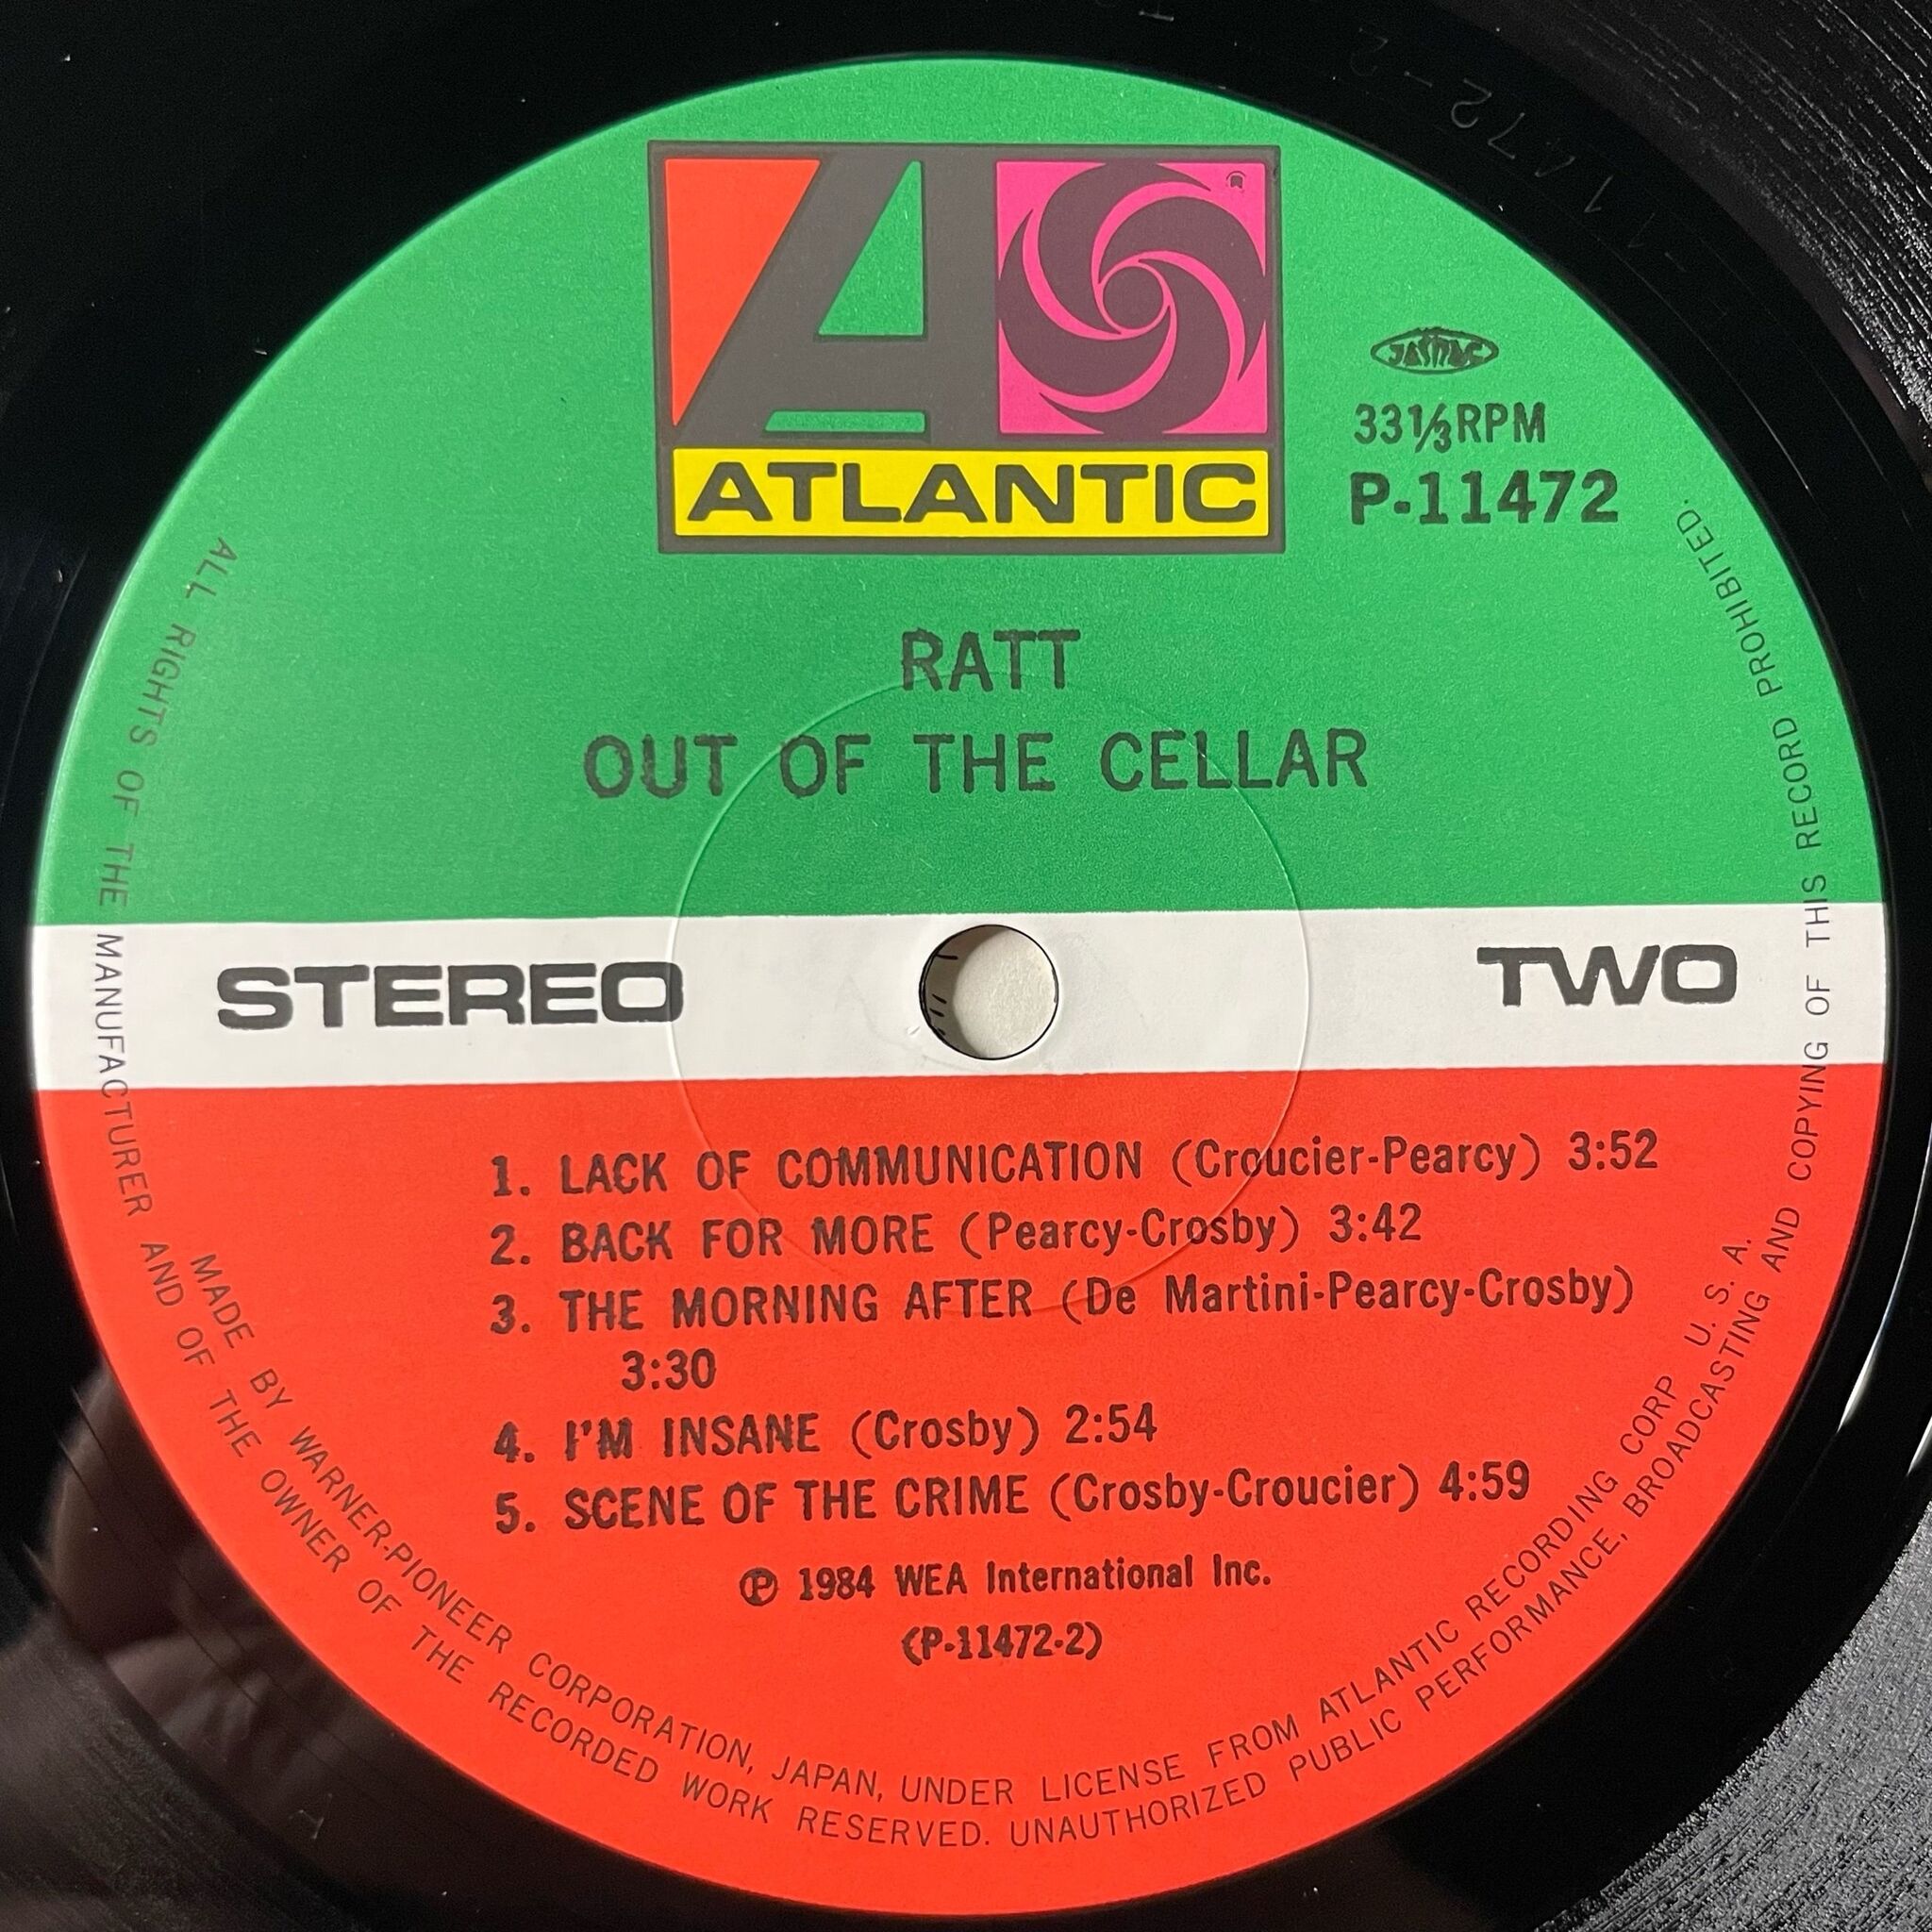 ATLANTIC
JASRAC
33⅓RPM
P-11472
RATT
OUT OF THE CELLAR
STEREO
TWO
1. LACK OF COMMUNICATION (Croucier-Pearcy) 3:52
2. BACK FOR MORE (Pearcy-Crosby) 3:42
3. THE MORNING AFTER (De Martini-Pearcy-Crosby)
3:30
4. I'M INSANE (Crosby) 2:54
5. SCENE OF THE CRIME (Crosby-Croucier) 4:59
℗ 1984 WEA International Inc.
(P-11472-2)
MADE BY WARNER-PIONEER CORPORATION, JAPAN, UNDER LICENSE FROM ATLANTIC RECORDING CORP U. S. A.
ALL RIGHTS OF THE MANUFACTURER AND OF THE OWNER OF THE RECORDED WORK RESERVED. UNAUTHORIZED PUBLIC PERFORMANCE, BROADCASTING AND COPYING OF THIS RECORD PROHIBITED.